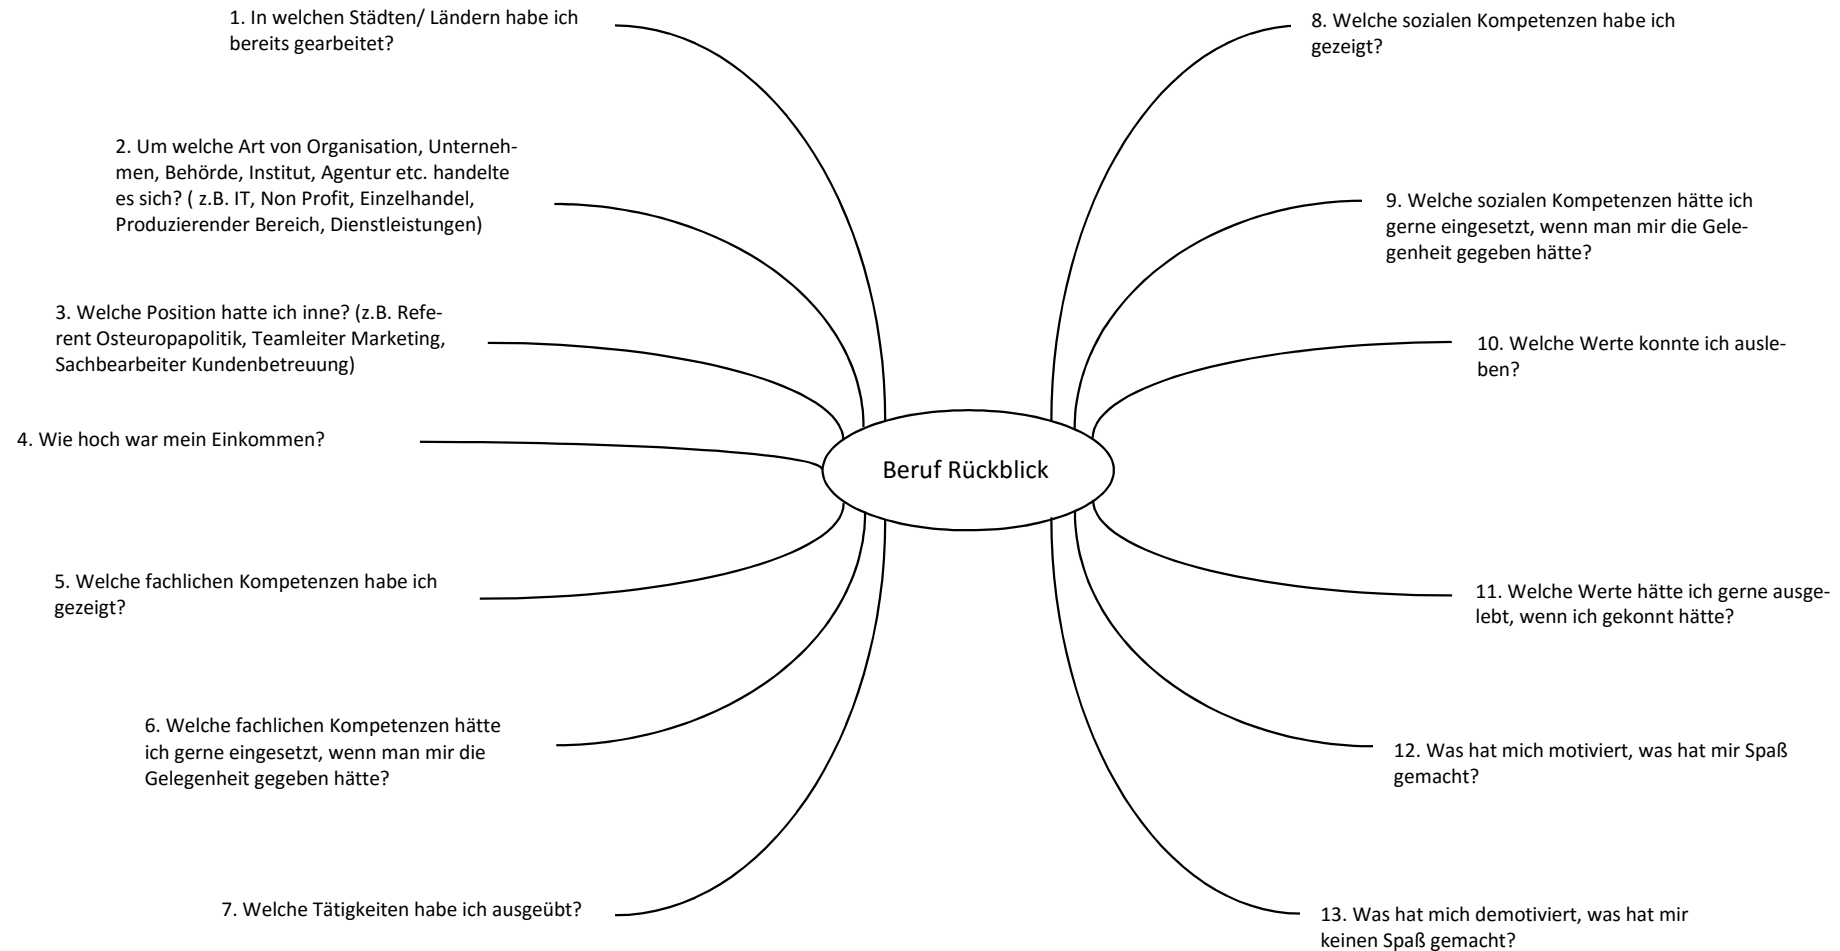 1. In welchen Städten/ Ländern habe ich
bereits gearbeitet?
2. Um welche Art von Organisation, Unterneh-
men, Behörde, Institut, Agentur etc. handelte
es sich? ( z.B. IT, Non Profit, Einzelhandel,
Produzierender Bereich, Dienstleistungen)
3. Welche Position hatte ich inne? (z.B. Refe-
rent Osteuropapolitik, Teamleiter Marketing,
Sachbearbeiter Kundenbetreuung)
4. Wie hoch war mein Einkommen?
5. Welche fachlichen Kompetenzen habe ich
gezeigt?
6. Welche fachlichen Kompetenzen hätte
ich gerne eingesetzt, wenn man mir die
Gelegenheit gegeben hätte?
7. Welche Tätigkeiten habe ich ausgeübt?
Beruf Rückblick
8. Welche sozialen Kompetenzen habe ich
gezeigt?
9. Welche sozialen Kompetenzen hätte ich
gerne eingesetzt, wenn man mir die Gele-
genheit gegeben hätte?
10. Welche Werte konnte ich ausle-
ben?
11. Welche Werte hätte ich gerne ausge-
lebt, wenn ich gekonnt hätte?
12. Was hat mich motiviert, was hat mir Spaß
gemacht?
13. Was hat mich demotiviert, was hat mir
keinen Spaß gemacht?